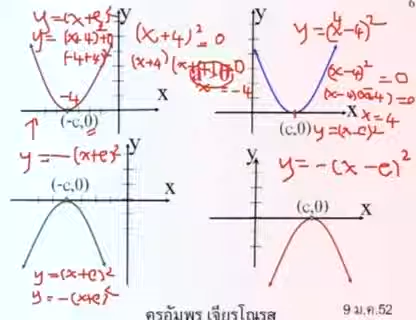 6
y=(x+c)²
y=(x+4)²+0
(-4+4)²
-4
(-c,0)
y
x
(x+4)²=0
x=-4
y
y=(x-4)²
4
(x-4)²=0
(x-4)(x-4)=0
x=4
(c,0)
x
y=(x-c)²
y=-(x+c)²
(-c,0)
y
x
y=(x+c)²
y=-(x+c)²
y
y=-(x-c)²
(c,0)
x
ครูอัมพร เจียรโณรส
9 ม.ค.52